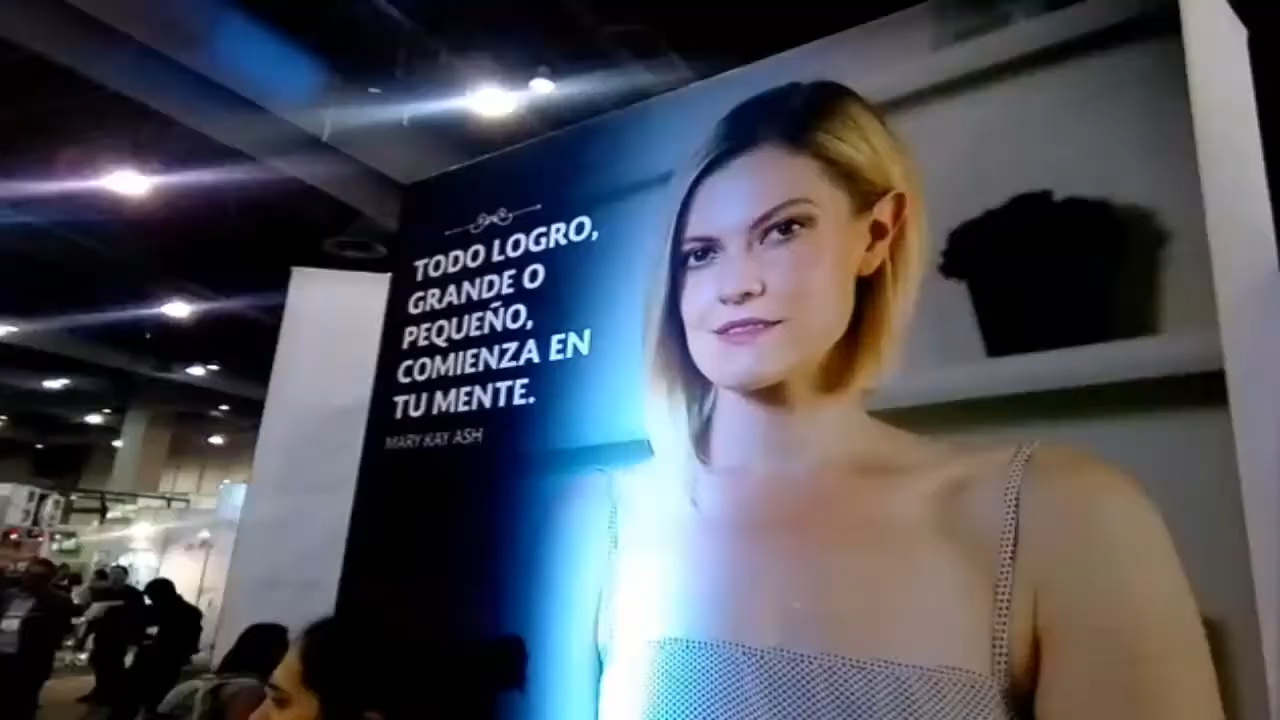 TODO LOGRO,
GRANDE O
PEQUEÑO,
COMIENZA EN
TU MENTE.
MARY KAY ASH